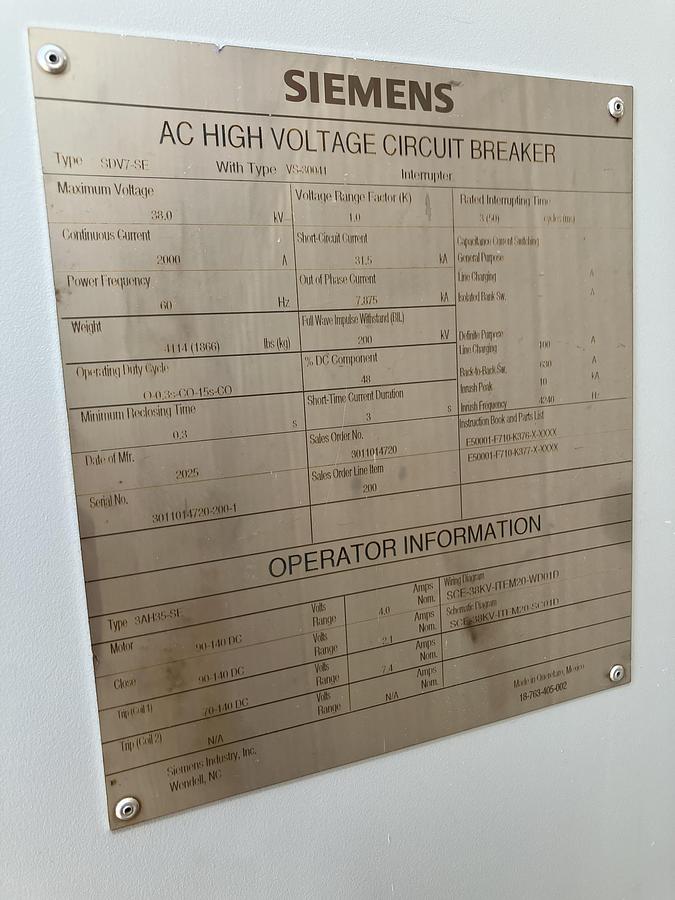 SIEMENS
AC HIGH VOLTAGE CIRCUIT BREAKER
Type SDV7-SE With Type VS-30041 Interrupter
Maximum Voltage
38.0 kV
Voltage Range Factor (K)
1.0
Rated Interrupting Time
3 (50) cycles (ms)
Continuous Current
2000 A
Short-Circuit Current
31.5 kA
Capacitance Current Switching
General Purpose
Line Charging A
Isolated Bank Sw. A
Power Frequency
60 Hz
Out of Phase Current
7.875 kA
Weight
4114 (1866) lbs (kg)
Full Wave Impulse Withstand (BIL)
200 kV
Definite Purpose
Line Charging 100 A
Back-to-Back Sw. 630 A
Inrush Peak 10 kA
Inrush Frequency 4240 Hz
Operating Duty Cycle
O-0.3s-CO-15s-CO
% DC Component
48
Minimum Reclosing Time
0.3 s
Short-Time Current Duration
3 s
Instruction Book and Parts List
E50001-F710-K376-X-XXXX
E50001-F710-K377-X-XXXX
Date of Mfr.
2025
Sales Order No.
3011014720
Serial No.
3011014720-200-1
Sales Order Line Item
200
OPERATOR INFORMATION
Type 3AH35-SE
Motor 90-140 DC Volts Range 4.0 Amps Nom.
Close 90-140 DC Volts Range 2.1 Amps Nom.
Trip (Coil 1) 70-140 DC Volts Range 7.4 Amps Nom.
Trip (Coil 2) N/A Volts Range N/A Amps Nom.
Wiring Diagram
SCE-38KV-ITEM20-WD01D
Schematic Diagram
SCE-38KV-ITEM20-SC01D
Siemens Industry, Inc.
Wendell, NC
Made in Queretaro, Mexico
18-763-405-002